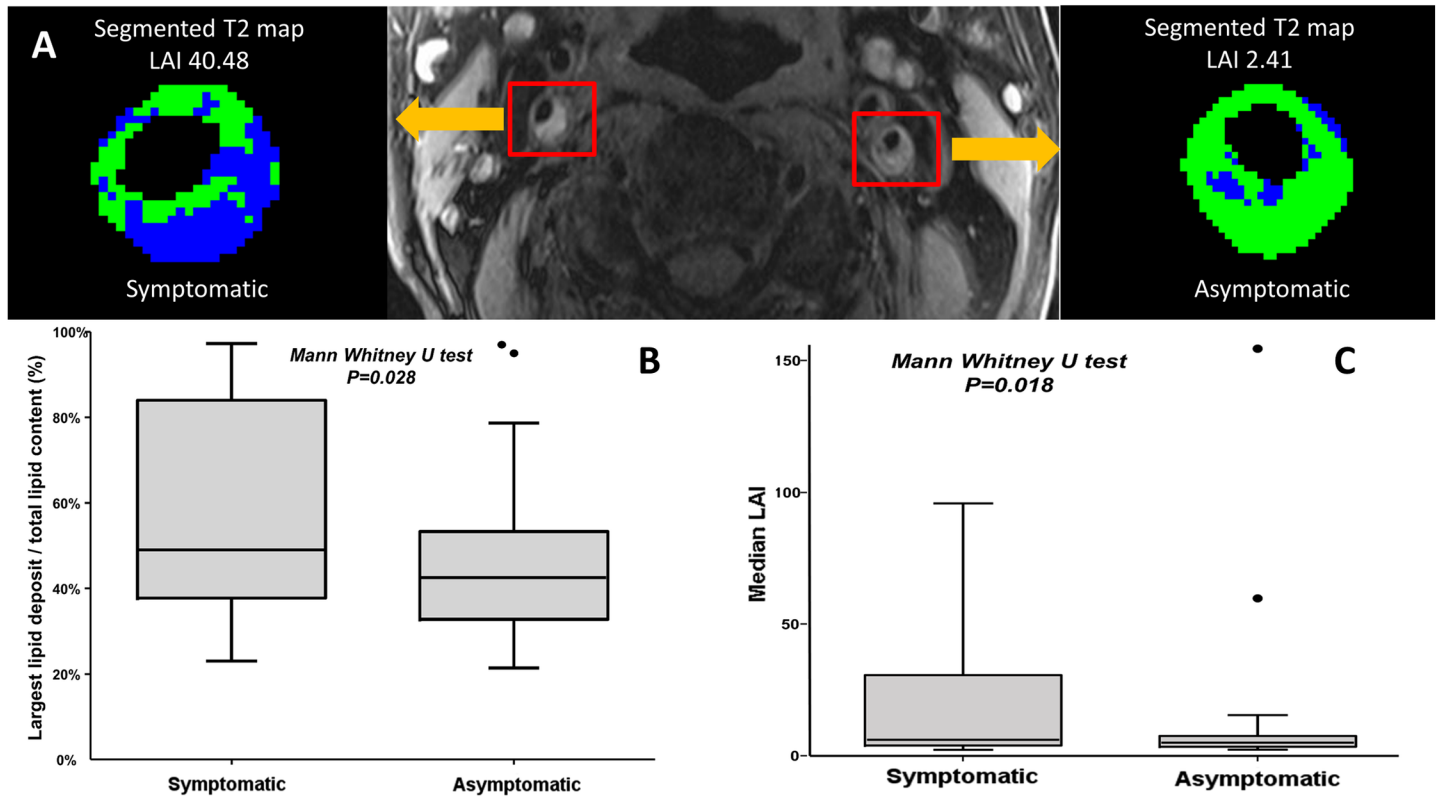 A
Segmented T2 map
LAI 40.48
Symptomatic
Segmented T2 map
LAI 2.41
Asymptomatic
B
Mann Whitney U test
P=0.028
Largest lipid deposit / total lipid content (%)
100%
80%
60%
40%
20%
0%
Symptomatic
Asymptomatic
C
Mann Whitney U test
P=0.018
Median LAI
150
100
50
0
Symptomatic
Asymptomatic